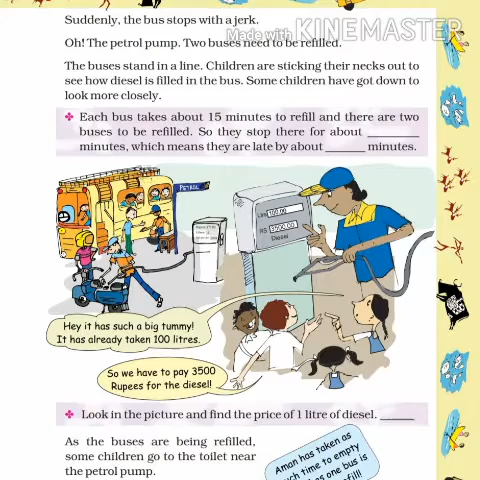 Suddenly, the bus stops with a jerk.
Made with KINEMASTER
Oh! The petrol pump. Two buses need to be refilled.
The buses stand in a line. Children are sticking their necks out to
see how diesel is filled in the bus. Some children have got down to
look more closely.
❖ Each bus takes about 15 minutes to refill and there are two
buses to be refilled. So they stop there for about ________
minutes, which means they are late by about ______ minutes.
PETROL
100.00
RS 3500.00
Diesel
Hey it has such a big tummy!
It has already taken 100 litres.
So we have to pay 3500
Rupees for the diesel!
❖ Look in the picture and find the price of 1 litre of diesel. _____
As the buses are being refilled,
some children go to the toilet near
the petrol pump.
Aman has taken as
time to empty
as one bus is